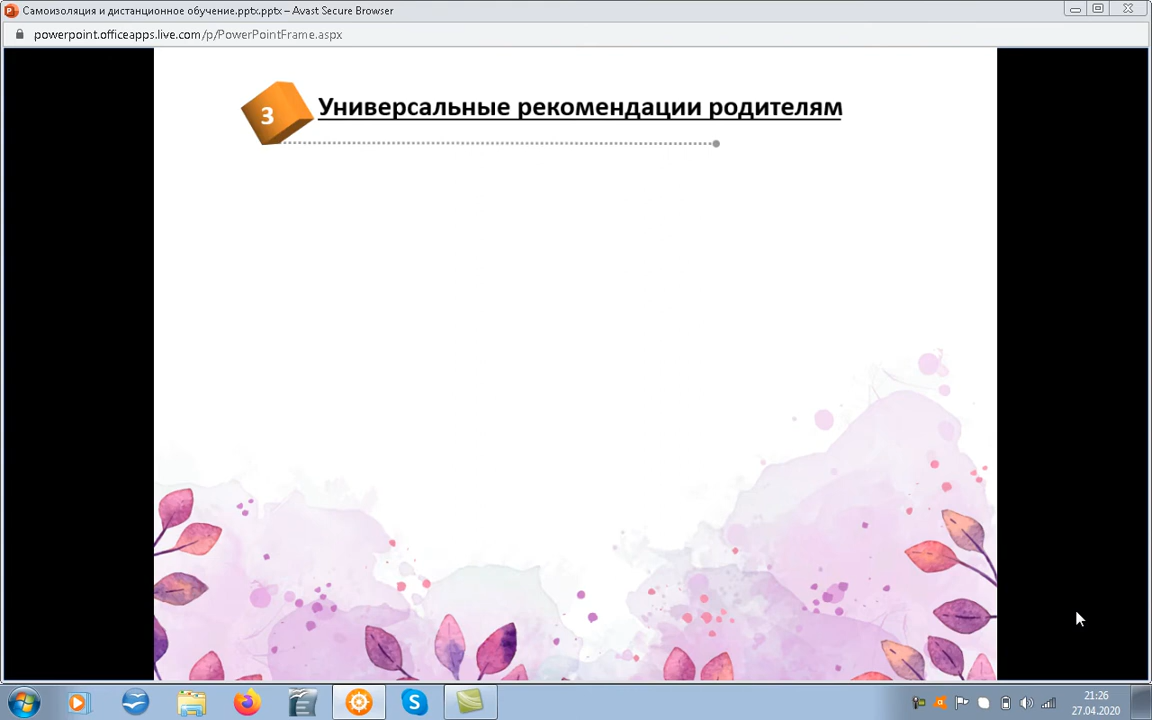 Самоизоляция и дистанционное обучение.pptx.pptx – Avast Secure Browser
powerpoint.officeapps.live.com/p/PowerPointFrame.aspx
3 Универсальные рекомендации родителям
21:26
27.04.2020